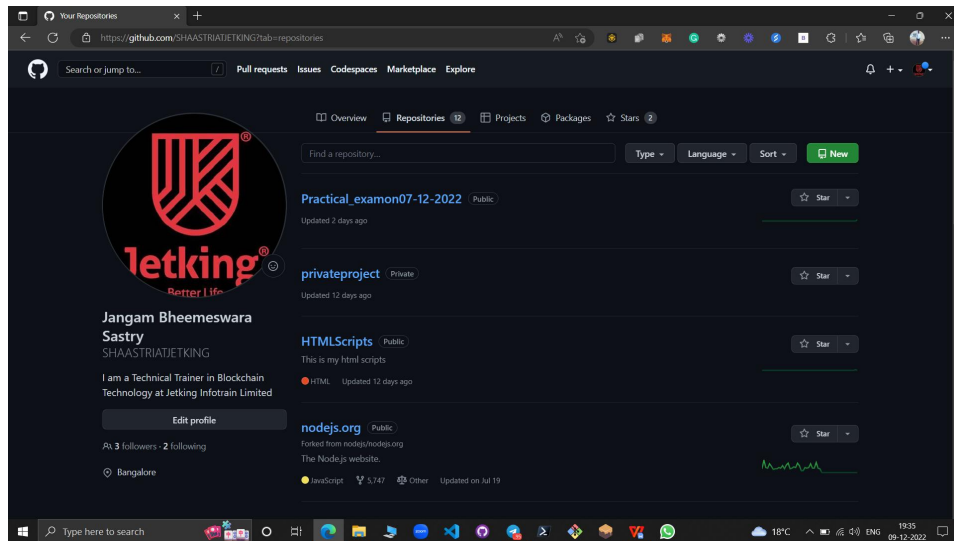 Your Repositories
https://github.com/SHAASTRIATJETKING?tab=repositories
Search or jump to... /
Pull requests Issues Codespaces Marketplace Explore
Overview Repositories 12 Projects Packages Stars 2
Find a repository... Type Language Sort New
Jetking®
Better Life
Jangam Bheemeswara
Sastry
SHAASTRIATJETKING
I am a Technical Trainer in Blockchain
Technology at Jetking Infotrain Limited
Edit profile
3 followers · 2 following
Bangalore
Practical_examon07-12-2022 Public
Star
Updated 2 days ago
privateproject Private
Star
Updated 12 days ago
HTMLScripts Public
Star
This is my html scripts
HTML Updated 12 days ago
nodejs.org Public
Star
Forked from nodejs/nodejs.org
The Node.js website.
JavaScript 5,747 Other Updated on Jul 19
Type here to search
18°C ENG 19:35
09-12-2022